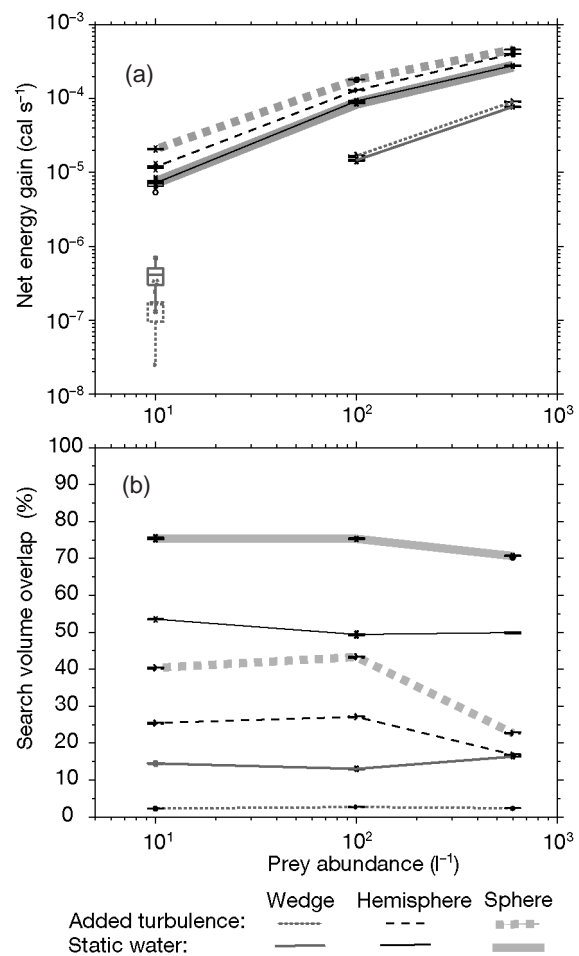 10⁻³
(a)
10⁻⁴
10⁻⁵
10⁻⁶
10⁻⁷
10⁻⁸
Net energy gain (cal s⁻¹)
10¹ 10² 10³
100
90
(b)
80
70
60
50
40
30
20
10
0
Search volume overlap (%)
10¹ 10² 10³
Prey abundance (l⁻¹)
Wedge Hemisphere Sphere
Added turbulence:
Static water: